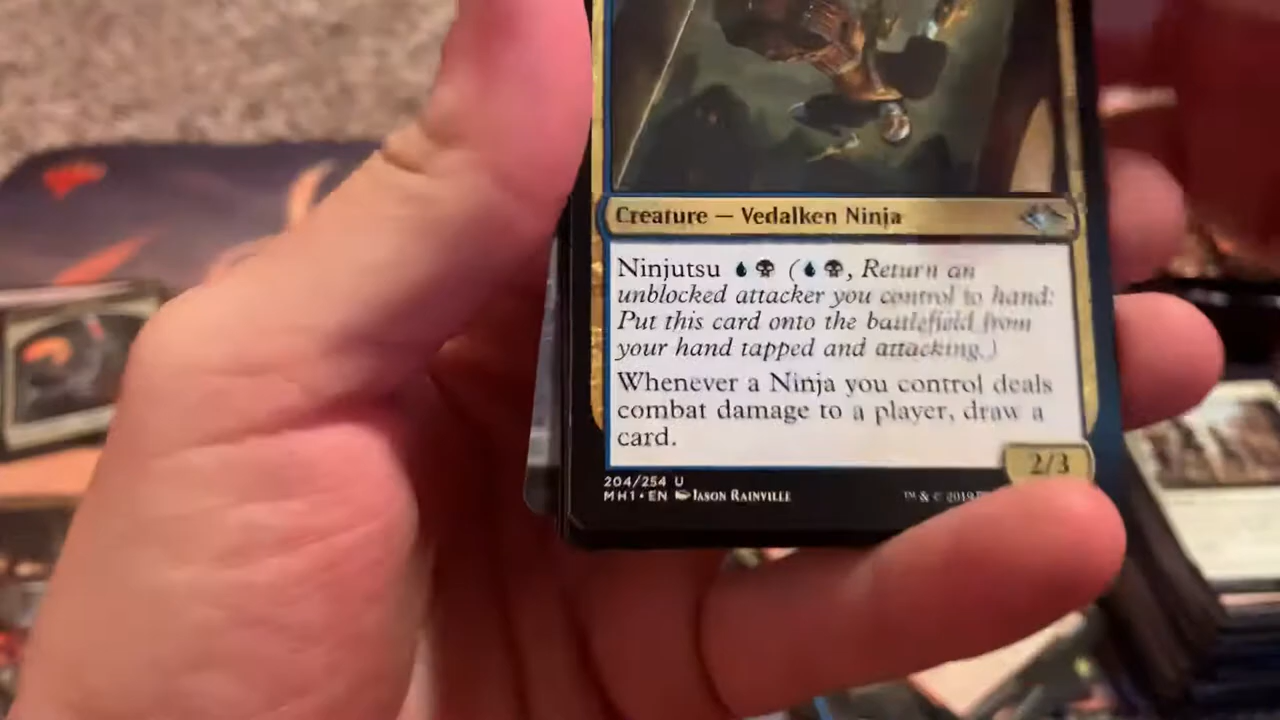 Creature — Vedalken Ninja
Ninjutsu (, Return an
unblocked attacker you control to hand:
Put this card onto the battlefield from
your hand tapped and attacking.)
Whenever a Ninja you control deals
combat damage to a player, draw a
card.
2/3
204/254 U
MH1 • EN JASON RAINVILLE
™ & © 2019